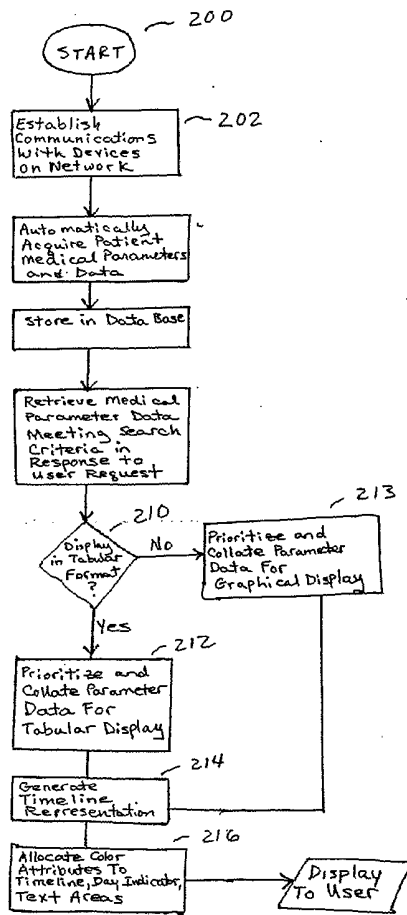 200
START
202
Establish
Communications
With Devices
on Network
Automatically
Acquire Patient
Medical Parameters
and Data
Store in Data Base
Retrieve Medical
Parameter Data
Meeting Search
Criteria in
Response to
User Request
210
Display
in Tabular
Format
?
No
213
Prioritize and
Collate Parameter
Data For
Graphical Display
Yes
212
Prioritize and
Collate Parameter
Data For
Tabular Display
214
Generate
Timeline
Representation
216
Allocate Color
Attributes To
Timeline, Day Indicator,
Text Areas
Display
To User